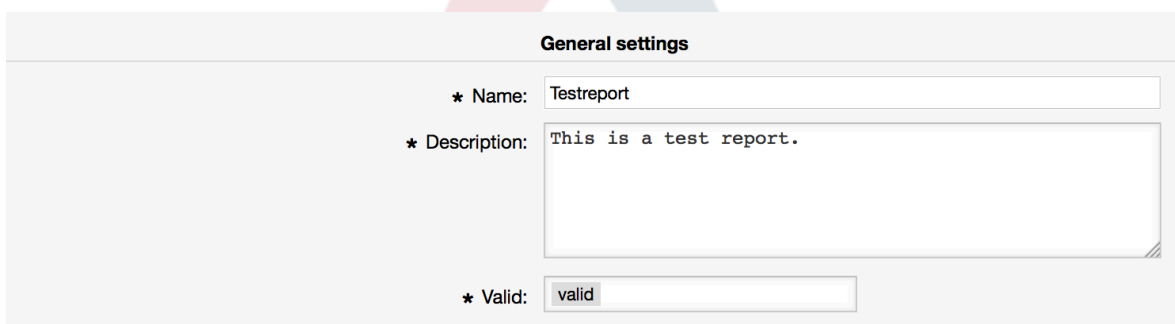 General settings
★ Name: Testreport
★ Description: This is a test report.
★ Valid: valid